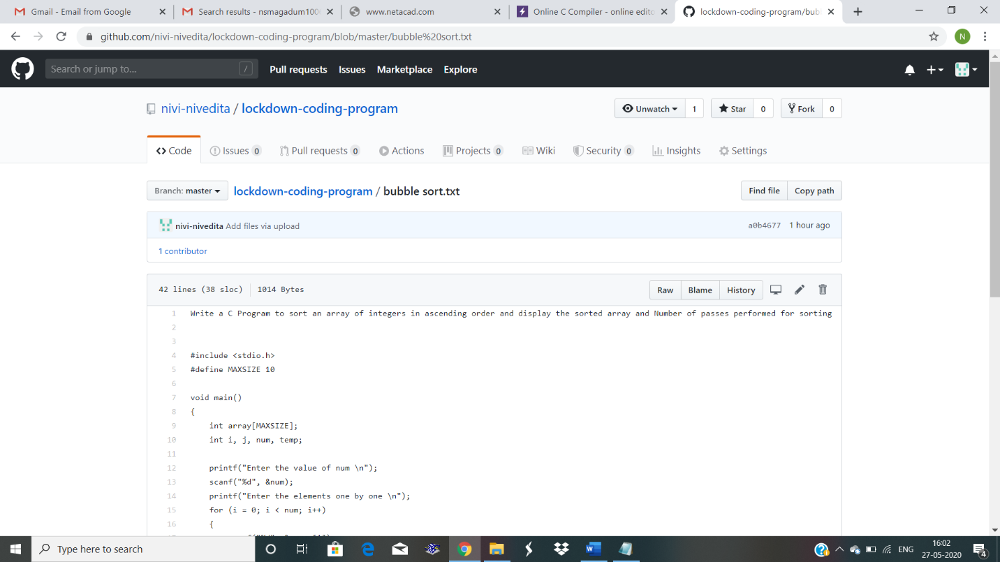 Gmail - Email from Google
Search results - nsmagadum100
www.netacad.com
Online C Compiler - online edito
lockdown-coding-program/bubb
github.com/nivi-nivedita/lockdown-coding-program/blob/master/bubble%20sort.txt
N
Search or jump to... /
Pull requests Issues Marketplace Explore
nivi-nivedita / lockdown-coding-program
Unwatch 1 Star 0 Fork 0
<> Code Issues 0 Pull requests 0 Actions Projects 0 Wiki Security 0 Insights Settings
Branch: master lockdown-coding-program / bubble sort.txt Find file Copy path
nivi-nivedita Add files via upload a0b4677 1 hour ago
1 contributor
42 lines (38 sloc) 1014 Bytes Raw Blame History
1 Write a C Program to sort an array of integers in ascending order and display the sorted array and Number of passes performed for sorting
2
3
4 #include <stdio.h>
5 #define MAXSIZE 10
6
7 void main()
8 {
9 int array[MAXSIZE];
10 int i, j, num, temp;
11
12 printf("Enter the value of num \n");
13 scanf("%d", &num);
14 printf("Enter the elements one by one \n");
15 for (i = 0; i < num; i++)
16 {
Type here to search
ENG
16:02
27-05-2020
4